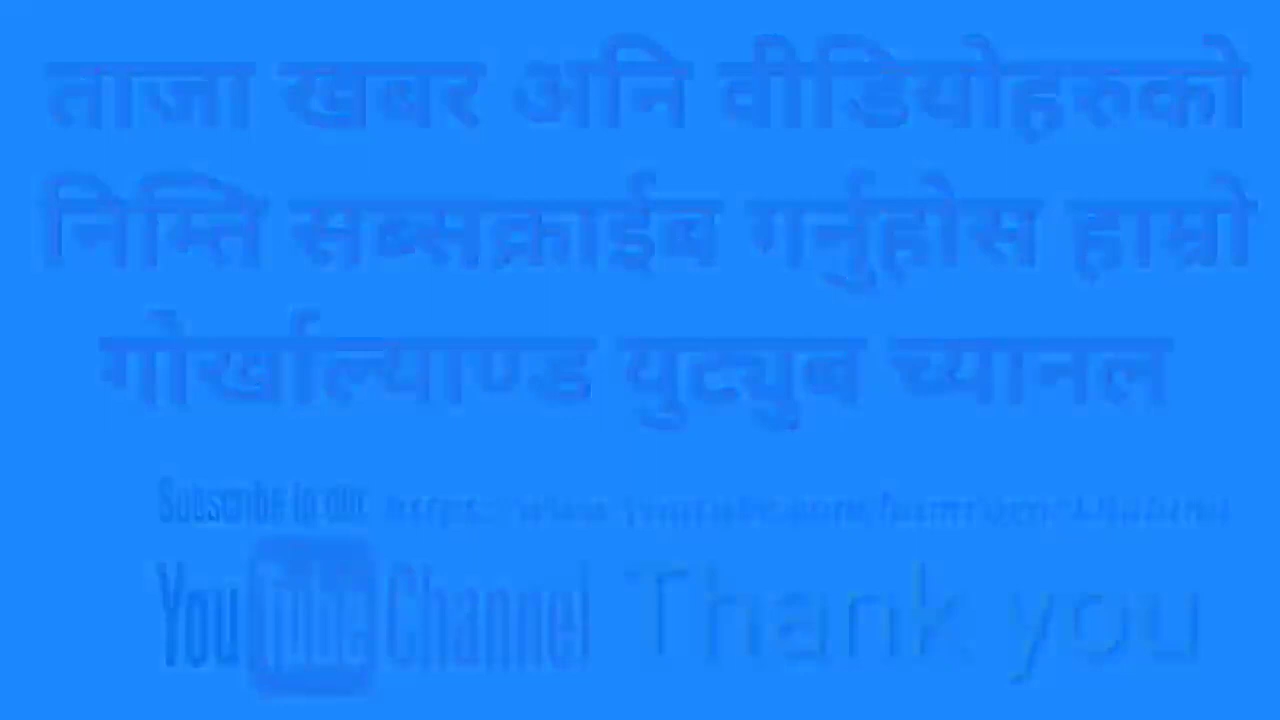 ताजा खबर अनि वीडियोहरुको
निम्ति सब्सक्राईब गर्नुहोस हाम्रो
गोर्खाल्याण्ड युट्युब च्यानल
Subscribe to our
YouTube Channel Thank you